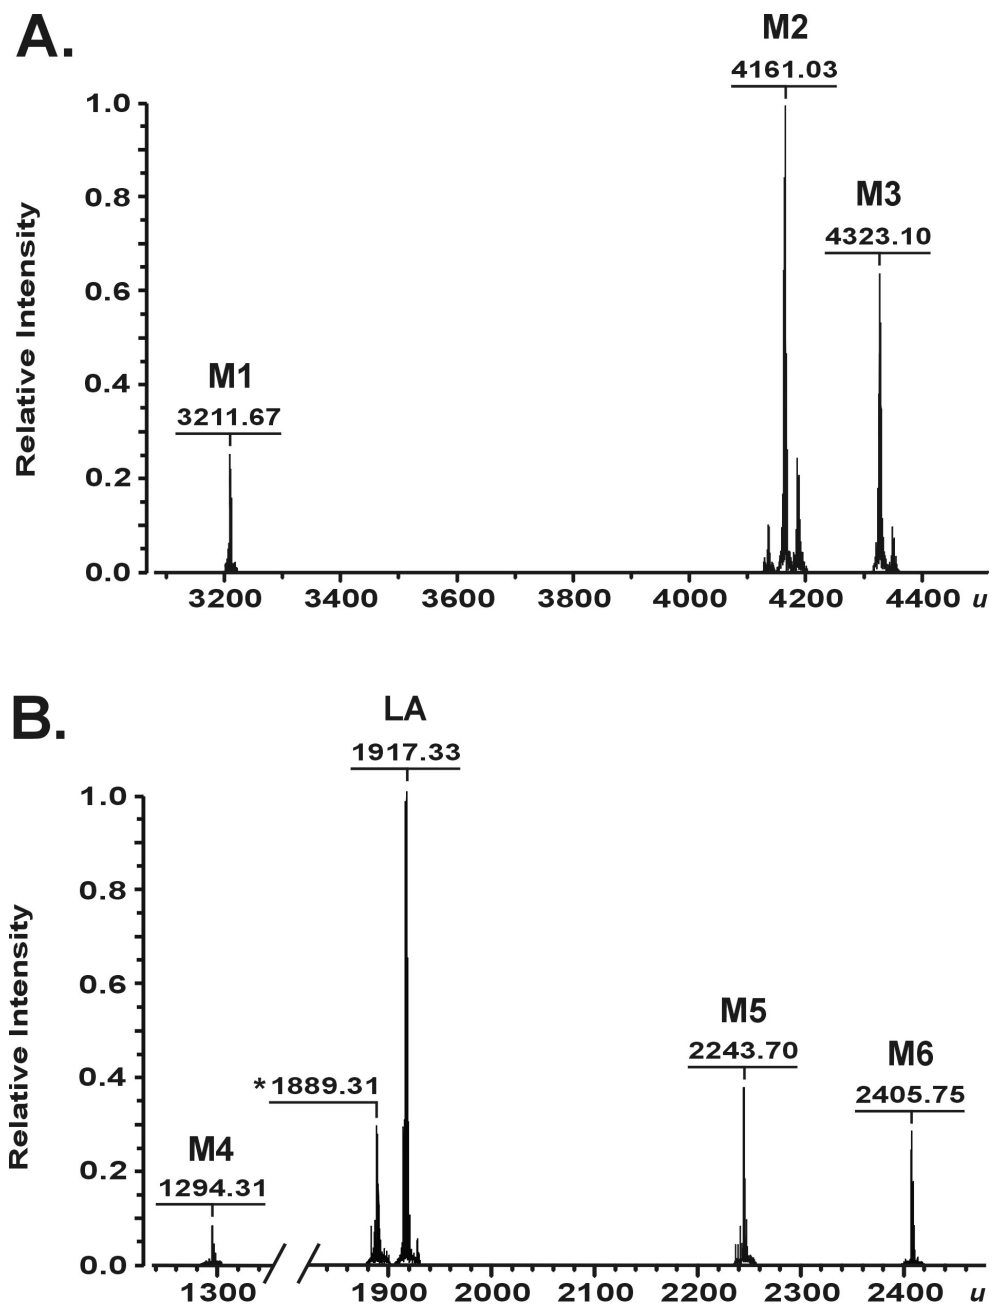 A.
M2
4161.03
1.0
M3
0.8
4323.10
0.6
M1
0.4
3211.67
0.2
0.0
Relative Intensity
3200 3400 3600 3800 4000 4200 4400 u
B.
LA
1917.33
1.0
0.8
0.6
M5
2243.70
M6
0.4
*1889.31
2405.75
M4
0.2
1294.31
0.0
Relative Intensity
1300 1900 2000 2100 2200 2300 2400 u